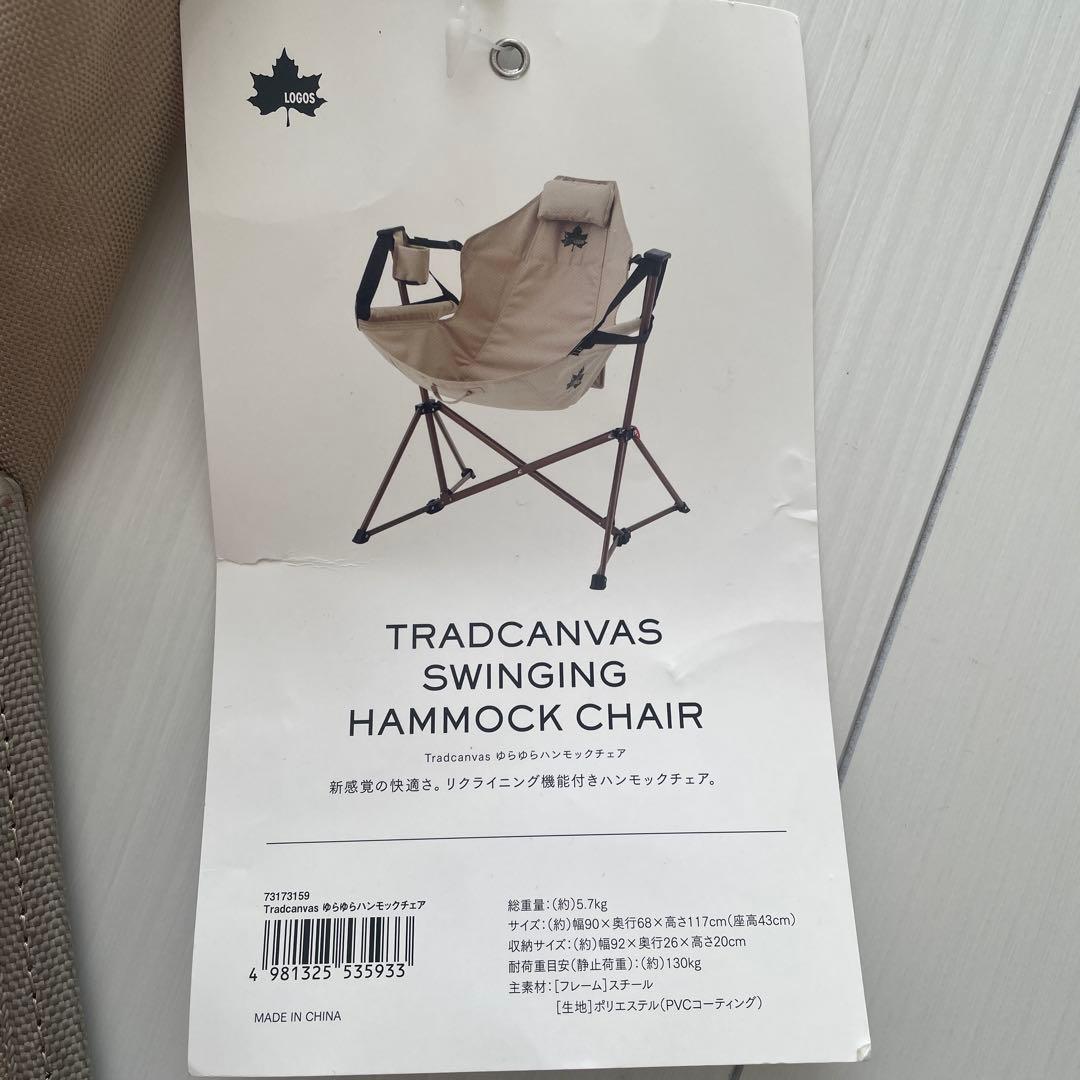 LOGOS
TRADCANVAS
SWINGING
HAMMOCK CHAIR
Tradcanvas ゆらゆらハンモックチェア
新感覚の快適さ。リクライニング機能付きハンモックチェア。
73173159
Tradcanvas ゆらゆらハンモックチェア
4 981325 535933
MADE IN CHINA
総重量:(約)5.7kg
サイズ:(約)幅90×奥行68×高さ117cm(座高43cm)
収納サイズ:(約)幅92×奥行26×高さ20cm
耐荷重目安(静止荷重):(約)130kg
主素材:[フレーム]スチール
[生地]ポリエステル(PVCコーティング)